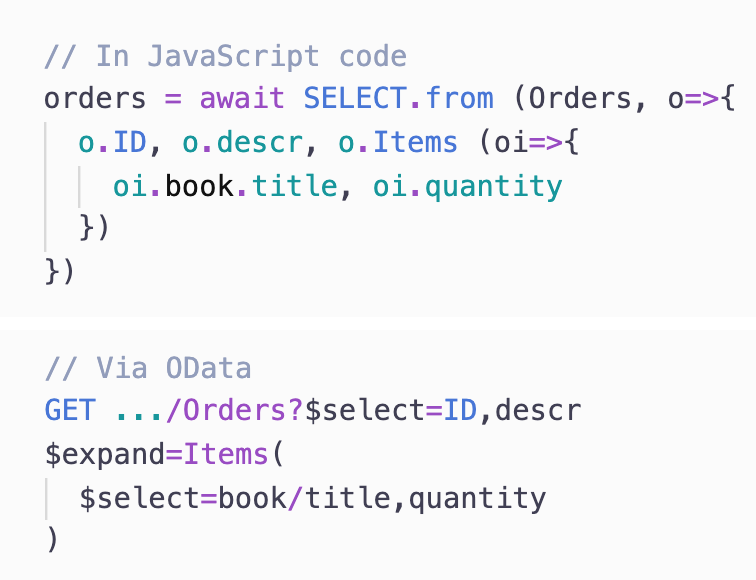 // In JavaScript code
orders = await SELECT.from (Orders, o=>{
  o.ID, o.descr, o.Items (oi=>{
    oi.book.title, oi.quantity
  })
})
// Via OData
GET .../Orders?$select=ID,descr
$expand=Items(
  $select=book/title,quantity
)